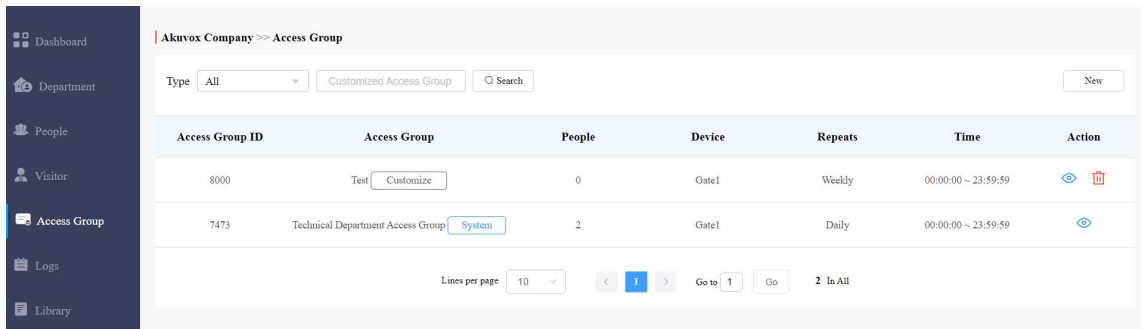 Dashboard
Department
People
Visitor
Access Group
Logs
Library
Akuvox Company >> Access Group
Type All Customized Access Group Search New
Access Group ID Access Group People Device Repeats Time Action
8000 Test Customize 0 Gate1 Weekly 00:00:00 ~ 23:59:59
7473 Technical Department Access Group System 2 Gate1 Daily 00:00:00 ~ 23:59:59
Lines per page 10 < 1 > Go to 1 Go 2 In All